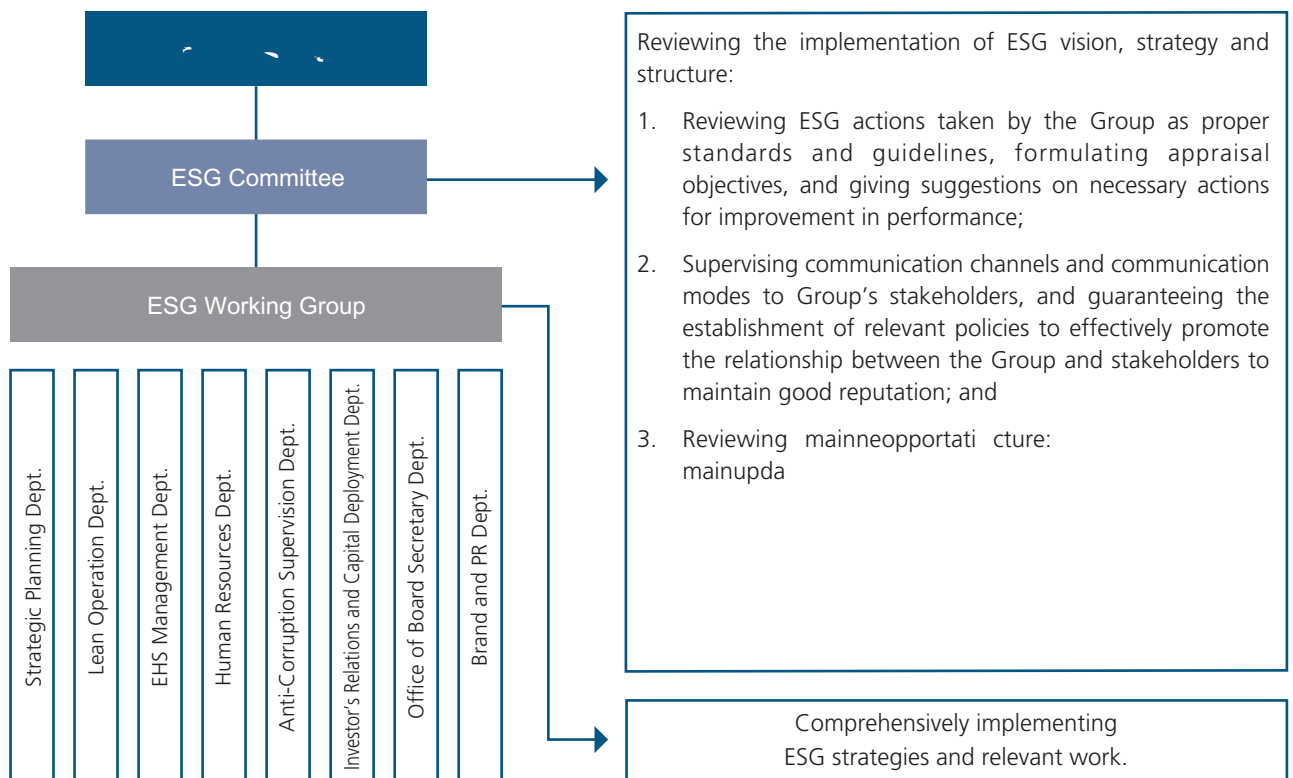 ESG Committee
ESG Working Group
Strategic Planning Dept.
Lean Operation Dept.
EHS Management Dept.
Human Resources Dept.
Anti-Corruption Supervision Dept.
Investor's Relations and Capital Deployment Dept.
Office of Board Secretary Dept.
Brand and PR Dept.
Reviewing the implementation of ESG vision, strategy and
structure:
1. Reviewing ESG actions taken by the Group as proper
standards and guidelines, formulating appraisal
objectives, and giving suggestions on necessary actions
for improvement in performance;
2. Supervising communication channels and communication
modes to Group's stakeholders, and guaranteeing the
establishment of relevant policies to effectively promote
the relationship between the Group and stakeholders to
maintain good reputation; and
3. Reviewing mainneopportati cture:
mainupda
Comprehensively implementing
ESG strategies and relevant work.